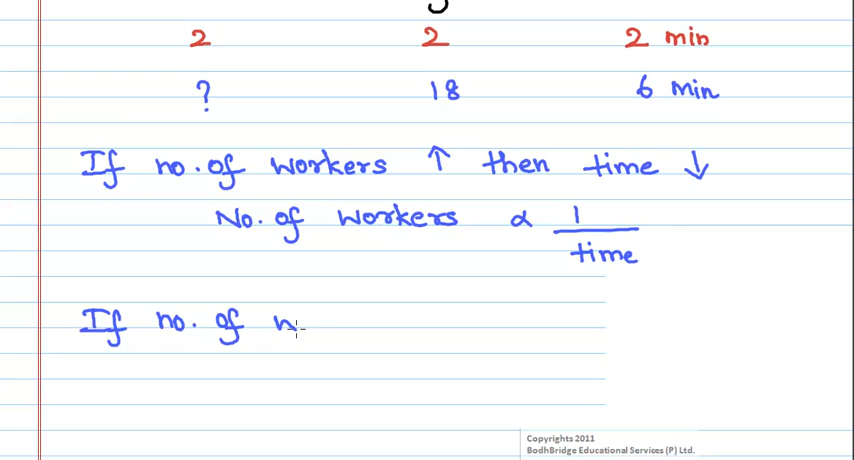 2 2 2 min
? 18 6 Min
If no. of workers ↑ then time ↓
No. of workers ∝ 1
time
If no. of
Copyrights 2011
BodhBridge Educational Services (P) Ltd.